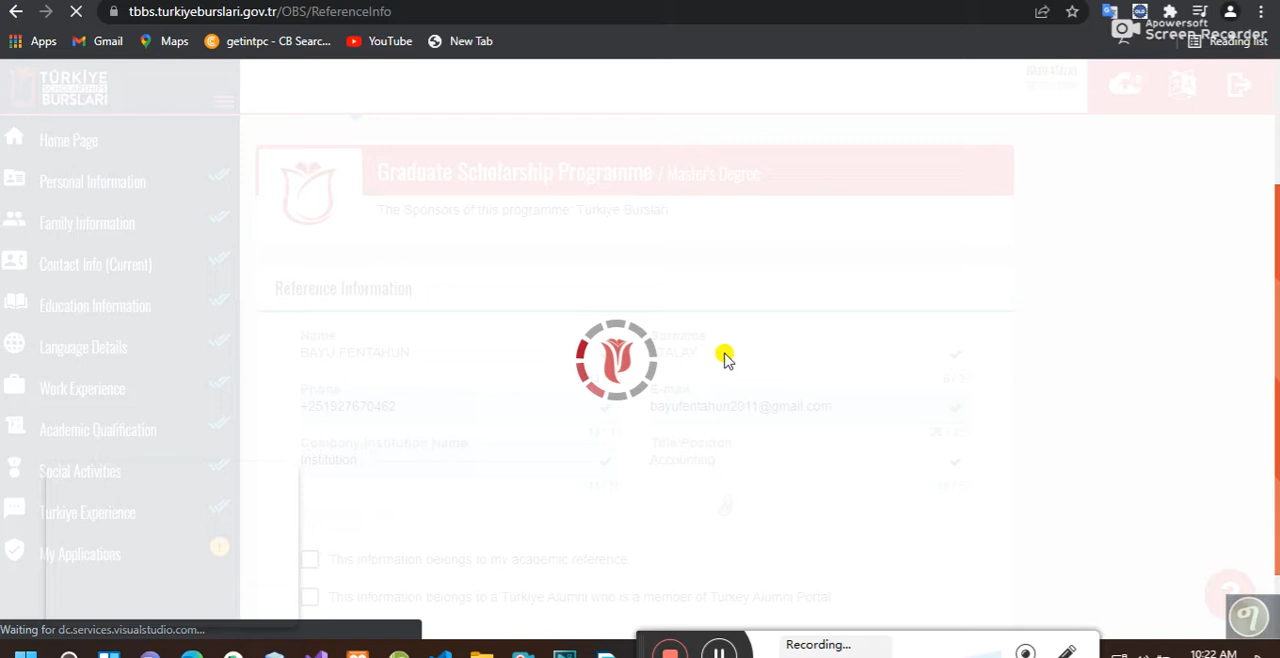 tbbs.turkiyeburslari.gov.tr/OBS/ReferenceInfo
Apps Gmail Maps getintpc - CB Searc... YouTube New Tab Reading list
Apowersoft
Screen Recorder
TÜRKİYE
SCHOLARSHIPS
BURSLARI
Home Page
Personal Information
Family Information
Contact Info (Current)
Education Information
Language Details
Work Experience
Academic Qualification
Social Activities
Turkiye Experience
My Applications
Graduate Scholarship Programme / Master's Degree
The Sponsors of this programme: Türkiye Bursları
Reference Information
Name Surname
BAYU FENTAHUN TALAY
Phone E-mail
+251927670462 bayufentahun2011@gmail.com
Company-Institution Name Title-Position
Institution Accounting
This information belongs to my academic reference.
This information belongs to a Türkiye Alumni who is a member of Turkey Alumni Portal
?
Waiting for dc.services.visualstudio.com...
Recording...
10:22 AM